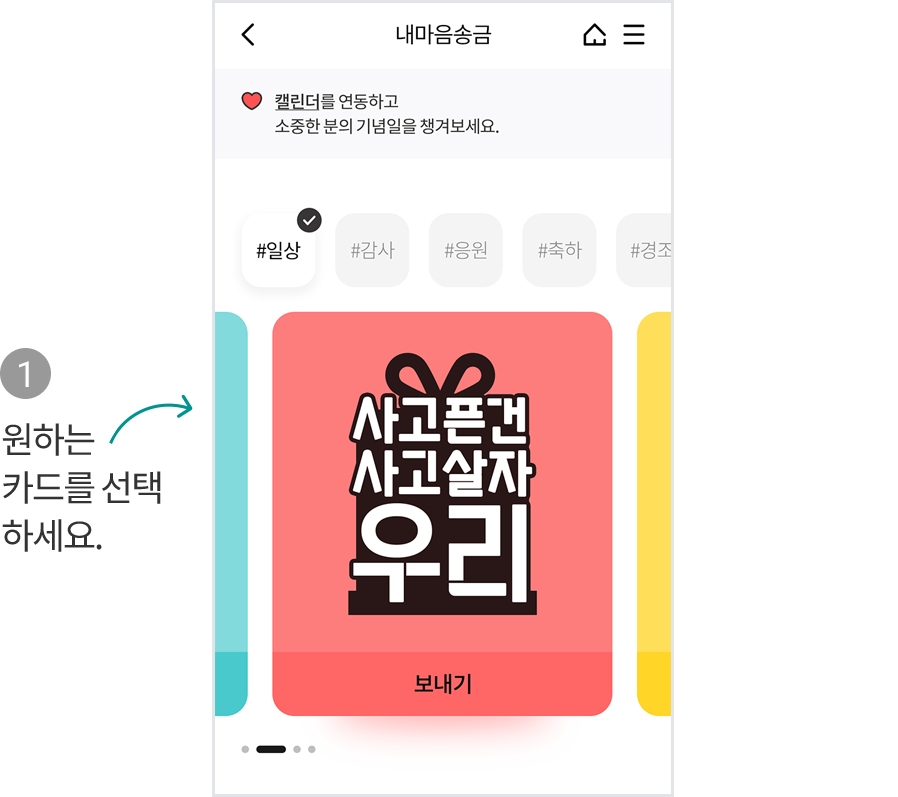 내마음송금
캘린더를 연동하고
소중한 분의 기념일을 챙겨보세요.
#일상
#감사
#응원
#축하
#경조
1
원하는
카드를 선택
하세요.
사고픈건
사고살자
우리
보내기